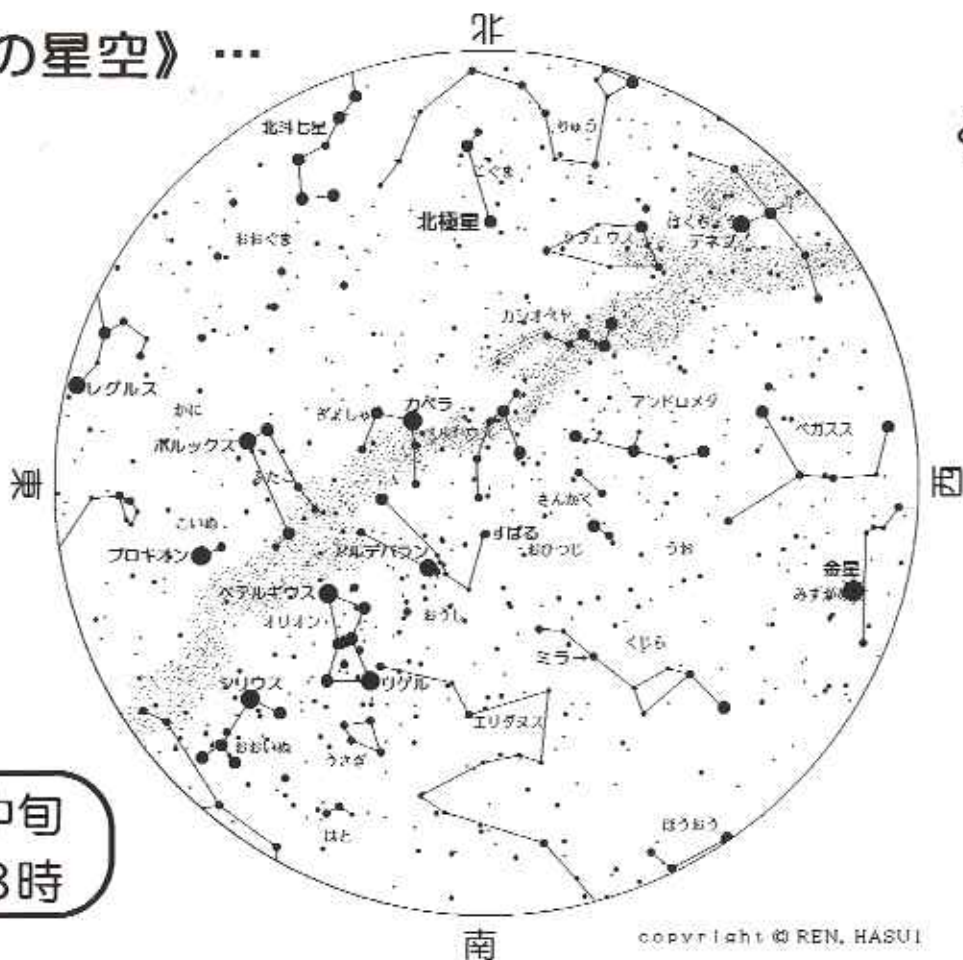 の星空》…
北
北斗七星
りゅう
こぐま
北極星
はくちょう
デネブ
おおぐま
カシオペヤ
レグルス
かに
ぎょしゃ
カペラ
アンドロメダ
ペガスス
ポルックス
ふたご
東
西
さんかく
こいぬ
すばる
プロキオン
アルデバラン
おひつじ
うお
金星
ベテルギウス
みずがめ
オリオン
おうし
くじら
ミラ→
シリウス
リゲル
エリダヌス
おおいぬ
うさぎ
中旬
8時
はと
ほうおう
南
copyright © REN. HASUI